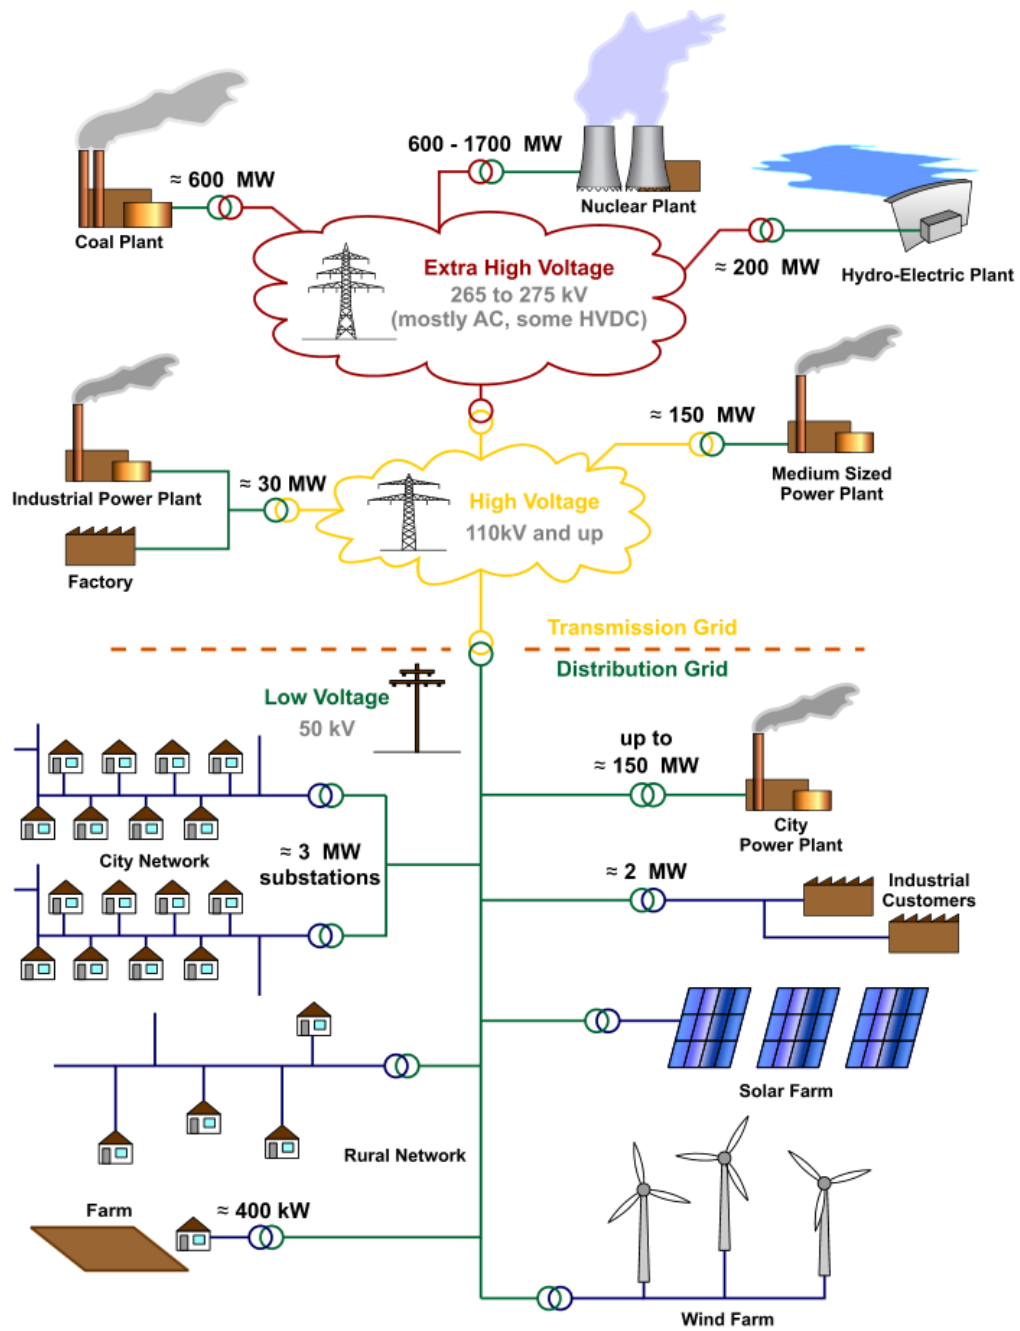 600 - 1700 MW
≈ 600 MW
Nuclear Plant
Coal Plant
≈ 200 MW
Hydro-Electric Plant
Extra High Voltage
265 to 275 kV
(mostly AC, some HVDC)
≈ 150 MW
Medium Sized
Power Plant
≈ 30 MW
Industrial Power Plant
Factory
High Voltage
110kV and up
Transmission Grid
Distribution Grid
Low Voltage
50 kV
up to
≈ 150 MW
City
Power Plant
City Network
≈ 3 MW
substations
≈ 2 MW
Industrial
Customers
Solar Farm
Rural Network
Farm
≈ 400 kW
Wind Farm